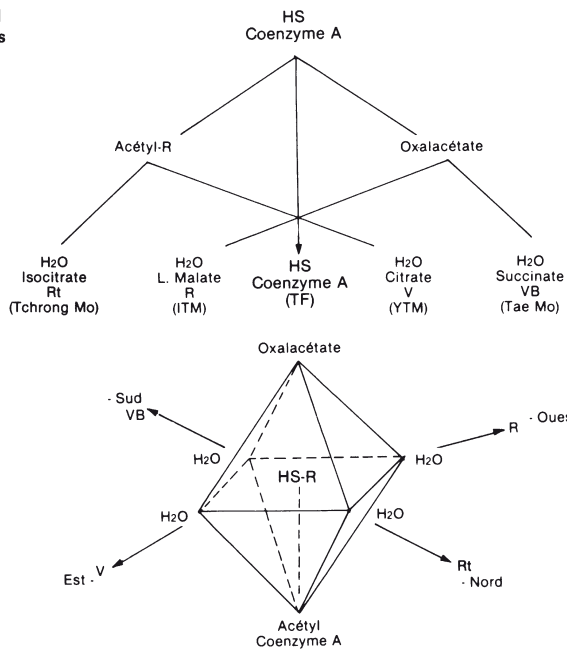 HS
Coenzyme A
Acétyl-R
Oxalacétate
H2O
Isocitrate
Rt
(Tchrong Mo)
H2O
L. Malate
R
(ITM)
HS
Coenzyme A
(TF)
H2O
Citrate
V
(YTM)
H2O
Succinate
VB
(Tae Mo)
Oxalacétate
- Sud
VB
R
H2O
H2O
HS-R
H2O
H2O
Est - V
Rt
- Nord
Acétyl
Coenzyme A